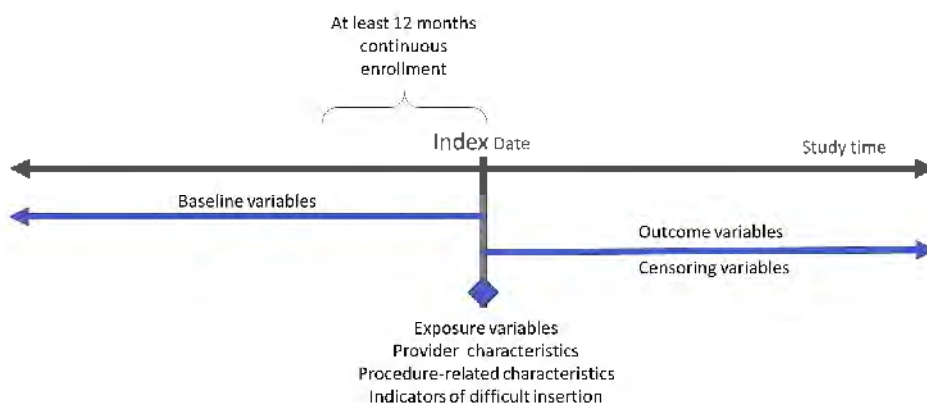 At least 12 months
continuous
enrollment
Index Date
Study time
Baseline variables
Outcome variables
Censoring variables
Exposure variables
Provider characteristics
Procedure-related characteristics
Indicators of difficult insertion